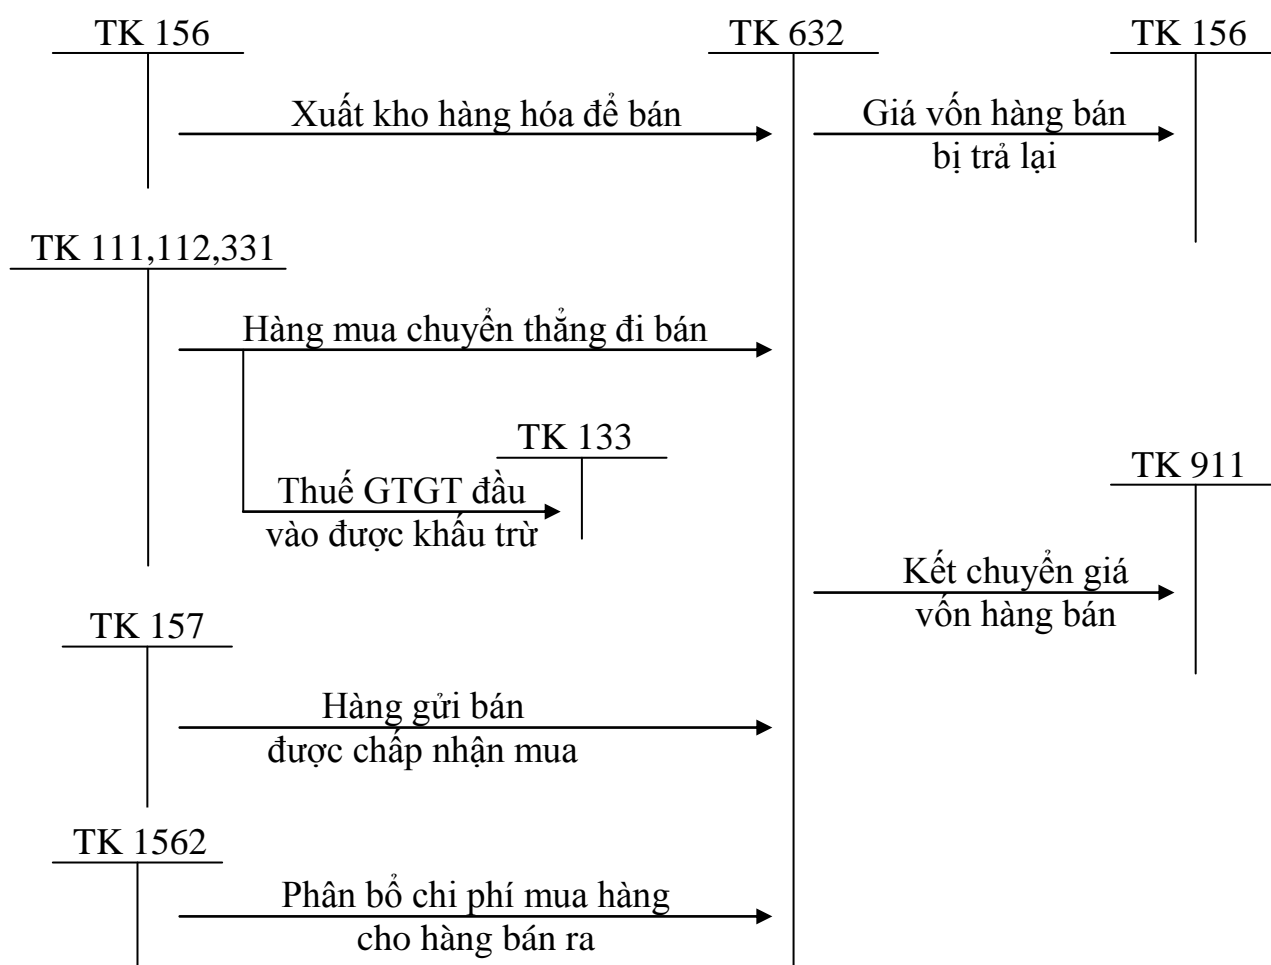 TK 156
TK 632
TK 156
Xuất kho hàng hóa để bán
Giá vốn hàng bán
bị trả lại
TK 111,112,331
Hàng mua chuyển thẳng đi bán
TK 133
TK 911
Thuế GTGT đầu
vào được khấu trừ
Kết chuyển giá
vốn hàng bán
TK 157
Hàng gửi bán
được chấp nhận mua
TK 1562
Phân bổ chi phí mua hàng
cho hàng bán ra